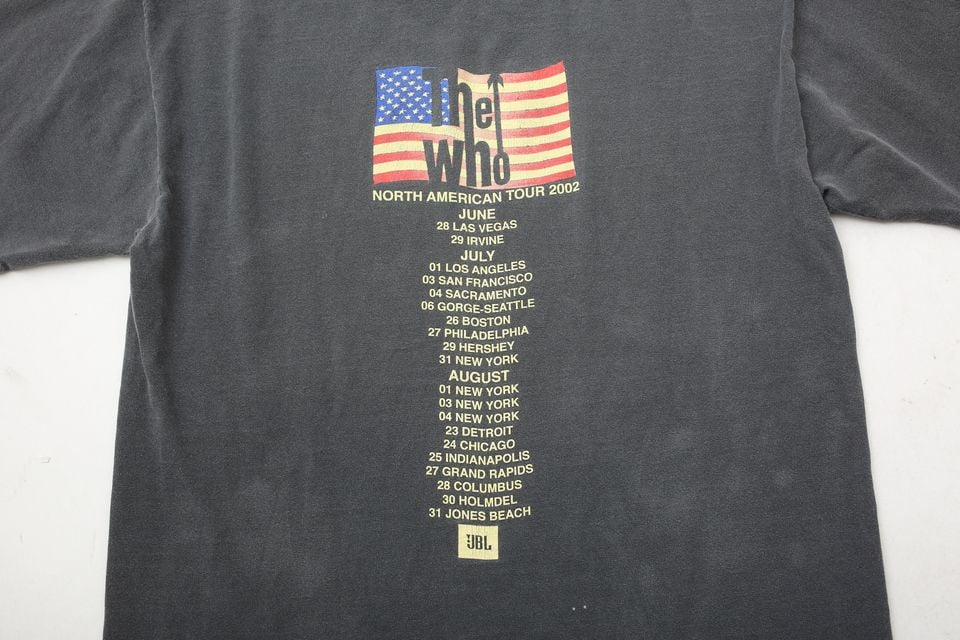 The
Who
NORTH AMERICAN TOUR 2002
JUNE
28 LAS VEGAS
29 IRVINE
JULY
01 LOS ANGELES
03 SAN FRANCISCO
04 SACRAMENTO
06 GORGE-SEATTLE
26 BOSTON
27 PHILADELPHIA
29 HERSHEY
31 NEW YORK
AUGUST
01 NEW YORK
03 NEW YORK
04 NEW YORK
23 DETROIT
24 CHICAGO
25 INDIANAPOLIS
27 GRAND RAPIDS
28 COLUMBUS
30 HOLMDEL
31 JONES BEACH
JBL